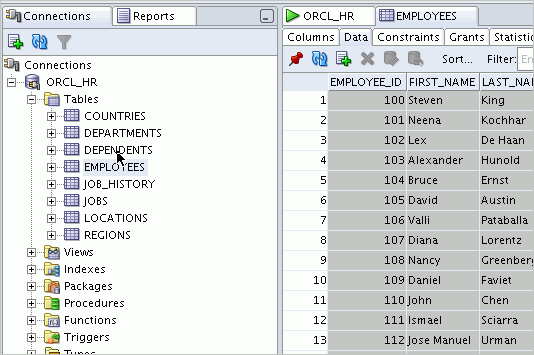 Connections
Reports
Connections
ORCL_HR
Tables
COUNTRIES
DEPARTMENTS
DEPENDENTS
EMPLOYEES
JOB_HISTORY
JOBS
LOCATIONS
REGIONS
Views
Indexes
Packages
Procedures
Functions
Triggers
Types
ORCL_HR EMPLOYEES
Columns Data Constraints Grants Statistic
Sort... Filter: En
EMPLOYEE_ID FIRST_NAME LAST_NA
1 100 Steven King
2 101 Neena Kochhar
3 102 Lex De Haan
4 103 Alexander Hunold
5 104 Bruce Ernst
6 105 David Austin
7 106 Valli Pataballa
8 107 Diana Lorentz
9 108 Nancy Greenberg
10 109 Daniel Faviet
11 110 John Chen
12 111 Ismael Sciarra
13 112 Jose Manuel Urman